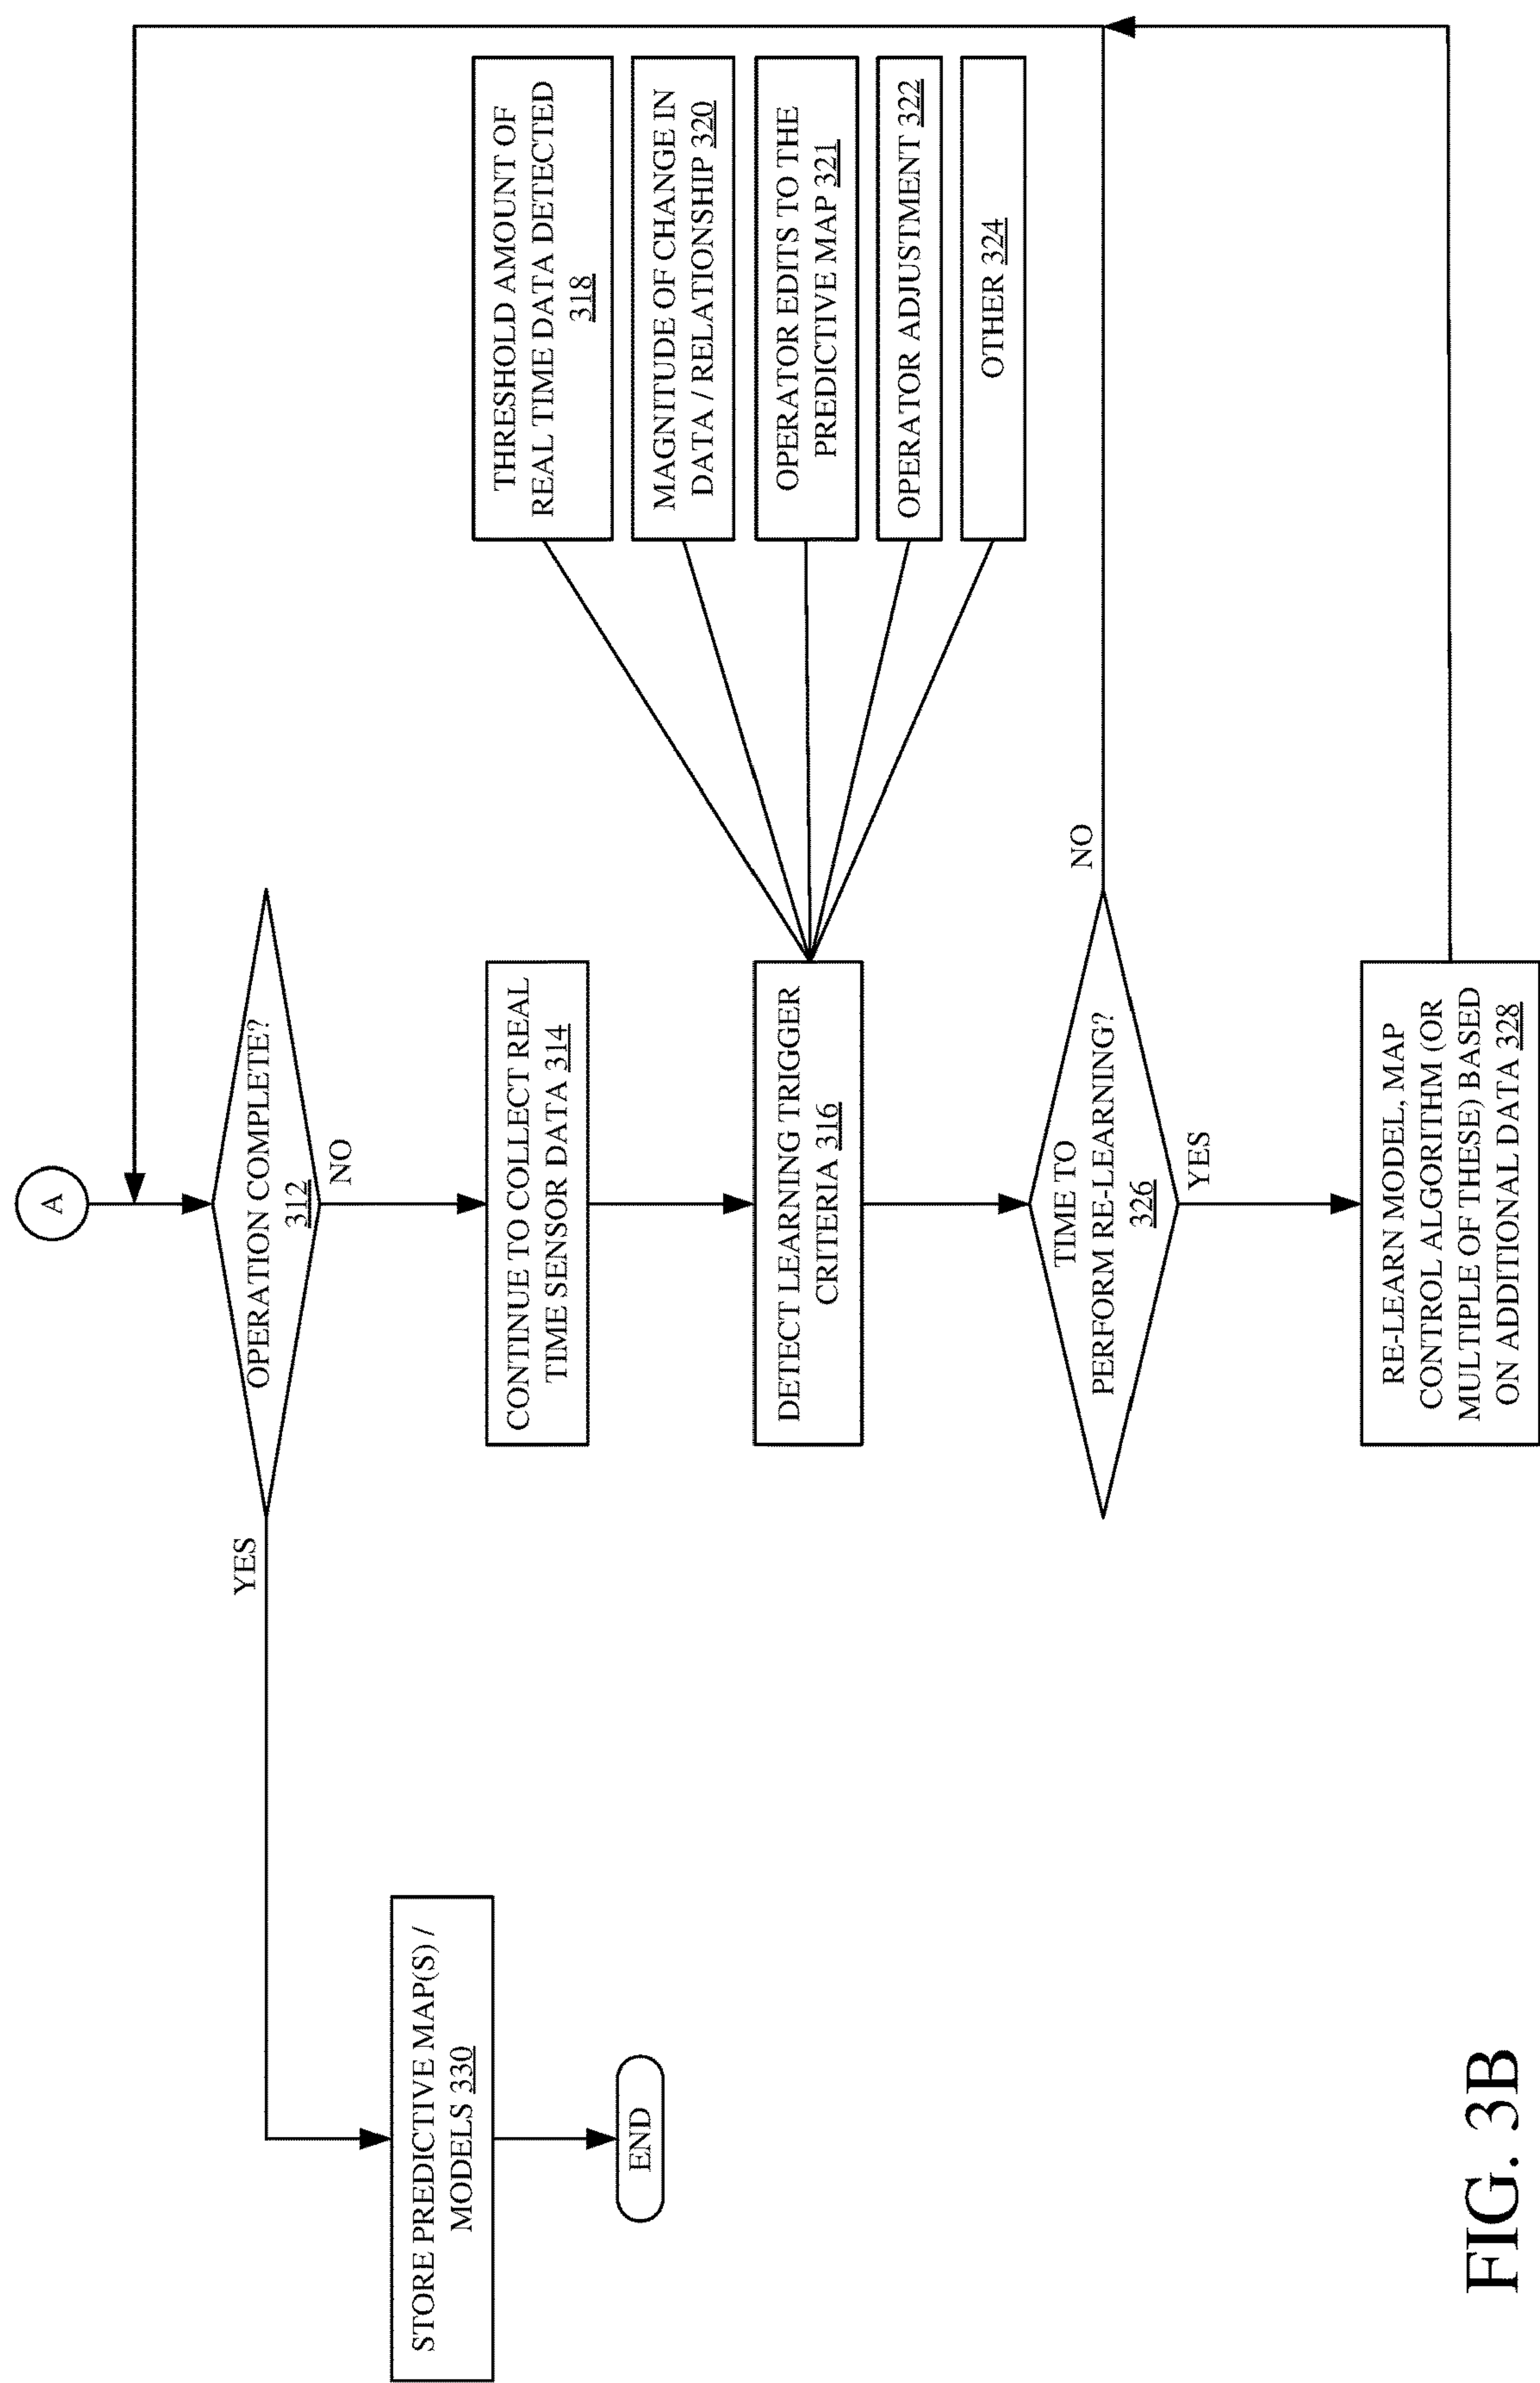 A
OPERATION COMPLETE?
312
YES
NO
CONTINUE TO COLLECT REAL
TIME SENSOR DATA 314
DETECT LEARNING TRIGGER
CRITERIA 316
THRESHOLD AMOUNT OF
REAL TIME DATA DETECTED
318
MAGNITUDE OF CHANGE IN
DATA / RELATIONSHIP 320
OPERATOR EDITS TO THE
PREDICTIVE MAP 321
OPERATOR ADJUSTMENT 322
OTHER 324
TIME TO
PERFORM RE-LEARNING?
326
NO
YES
RE-LEARN MODEL, MAP
CONTROL ALGORITHM (OR
MULTIPLE OF THESE) BASED
ON ADDITIONAL DATA 328
STORE PREDICTIVE MAP(S) /
MODELS 330
END
FIG. 3B